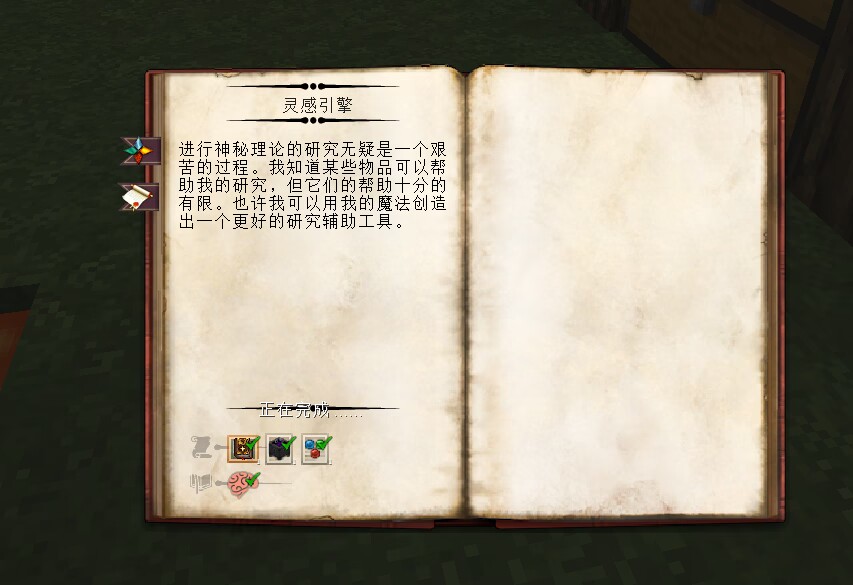 灵感引擎
进行神秘理论的研究无疑是一个艰
苦的过程。我知道某些物品可以帮
助我的研究，但它们的帮助十分的
有限。也许我可以用我的魔法创造
出一个更好的研究辅助工具。
正在完成......